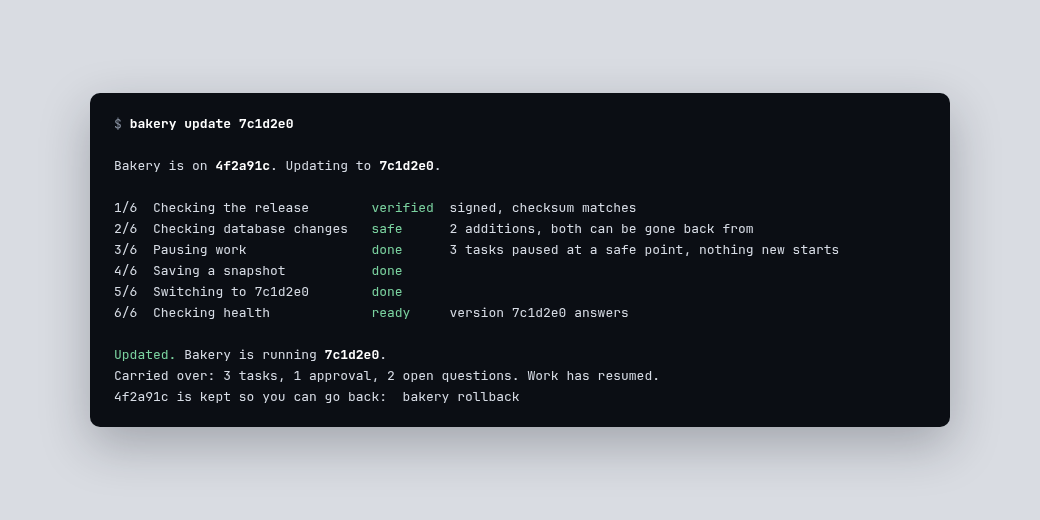 $ bakery update 7c1d2e0
Bakery is on 4f2a91c. Updating to 7c1d2e0.
1/6  Checking the release        verified  signed, checksum matches
2/6  Checking database changes   safe      2 additions, both can be gone back from
3/6  Pausing work                done      3 tasks paused at a safe point, nothing new starts
4/6  Saving a snapshot           done
5/6  Switching to 7c1d2e0        done
6/6  Checking health             ready     version 7c1d2e0 answers
Updated. Bakery is running 7c1d2e0.
Carried over: 3 tasks, 1 approval, 2 open questions. Work has resumed.
4f2a91c is kept so you can go back:  bakery rollback